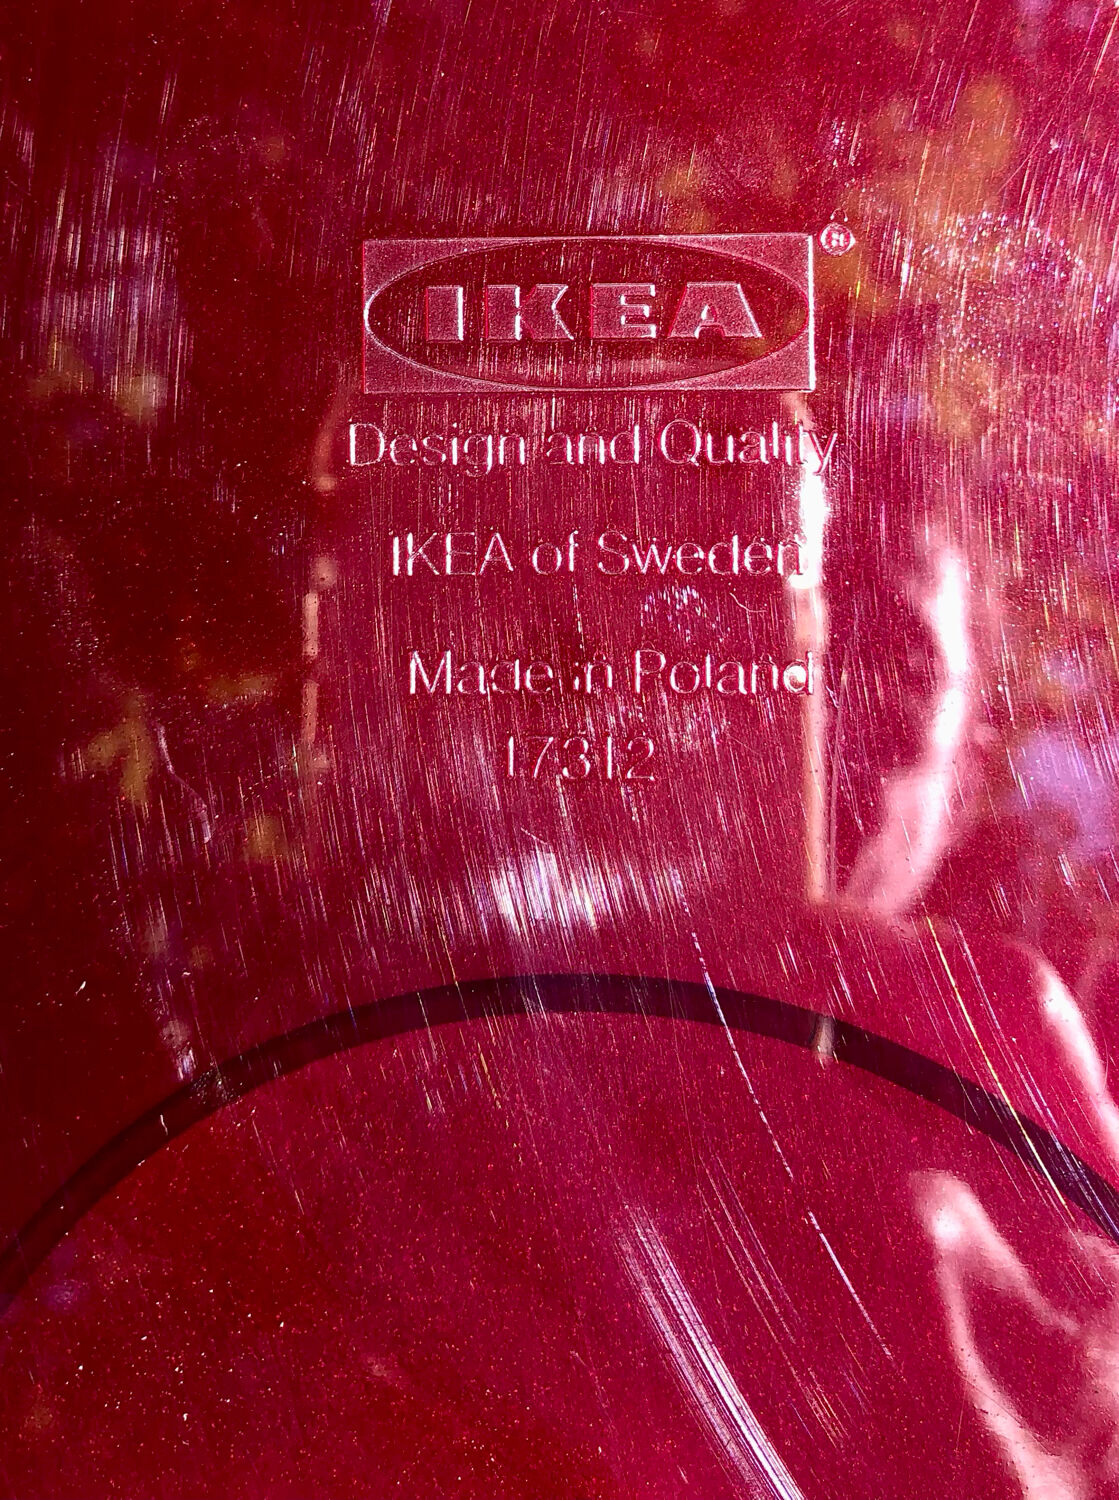 IKEA®
Design and Quality
IKEA of Sweden
Made in Poland
17312